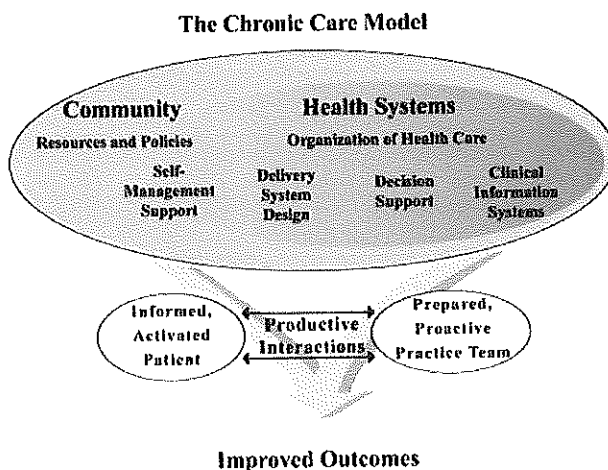 The Chronic Care Model
Community
Resources and Policies
Health Systems
Organization of Health Care
Self-
Management
Support
Delivery
System
Design
Decision
Support
Clinical
Information
Systems
Informed,
Activated
Patient
Productive
Interactions
Prepared,
Proactive
Practice Team
Improved Outcomes